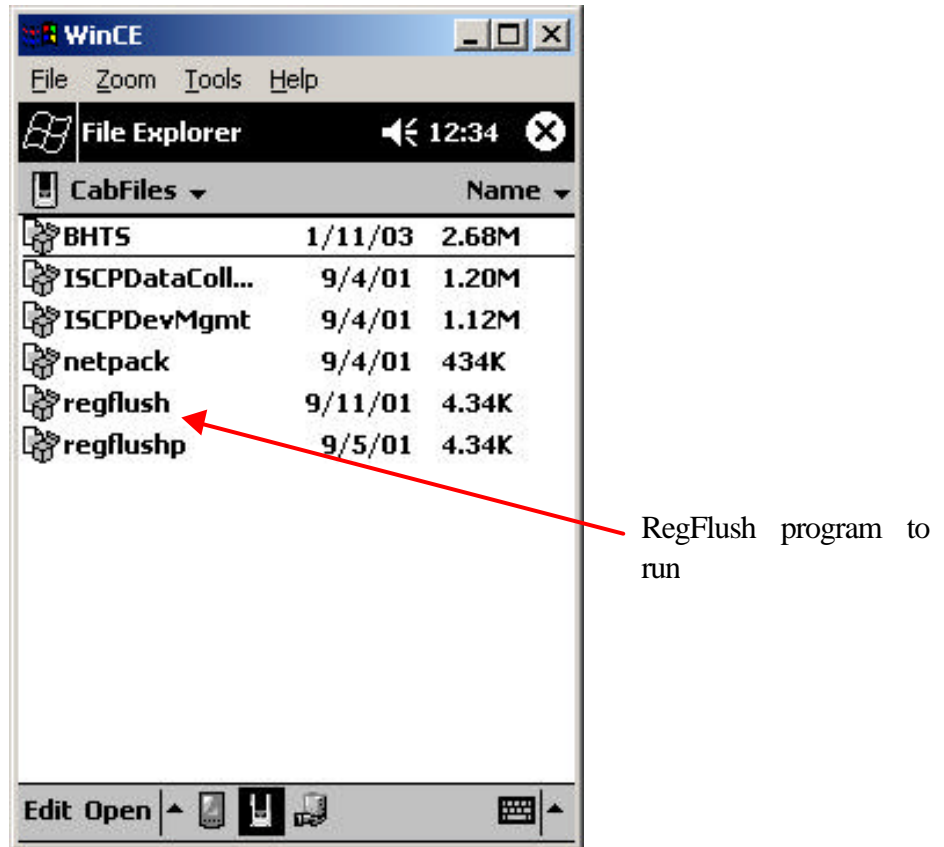 WinCE
File Zoom Tools Help
File Explorer 12:34
CabFiles Name
BHTS 1/11/03 2.68M
ISCPDataColl... 9/4/01 1.20M
ISCPDevMgmt 9/4/01 1.12M
netpack 9/4/01 434K
regflush 9/11/01 4.34K
regflushp 9/5/01 4.34K
RegFlush program to
run
Edit Open